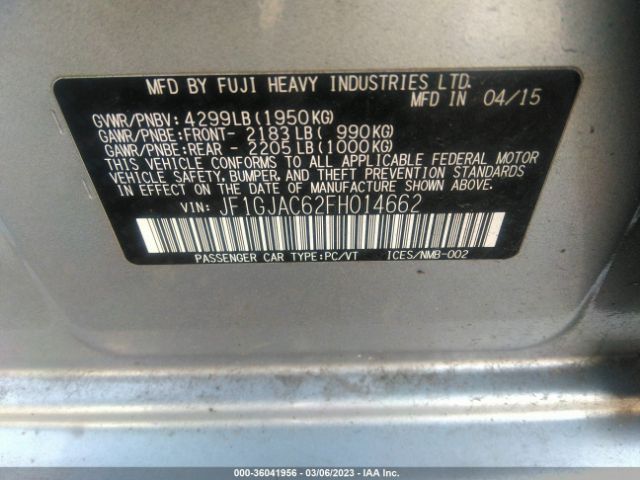 MFD BY FUJI HEAVY INDUSTRIES LTD.
MFD IN 04/15
GVWR/PNBV: 4299LB(1950KG)
GAWR/PNBE:FRONT- 2183LB( 990KG)
GAWR/PNBE:REAR - 2205LB(1000KG)
THIS VEHICLE CONFORMS TO ALL APPLICABLE FEDERAL MOTOR
VEHICLE SAFETY, BUMPER, AND THEFT PREVENTION STANDARDS
IN EFFECT ON THE DATE OF MANUFACTURE SHOWN ABOVE.
VIN: JF1GJAC62FH014662
PASSENGER CAR TYPE:PC/VT ICES/NMB-002
000-36041956 - 03/06/2023 - IAA Inc.